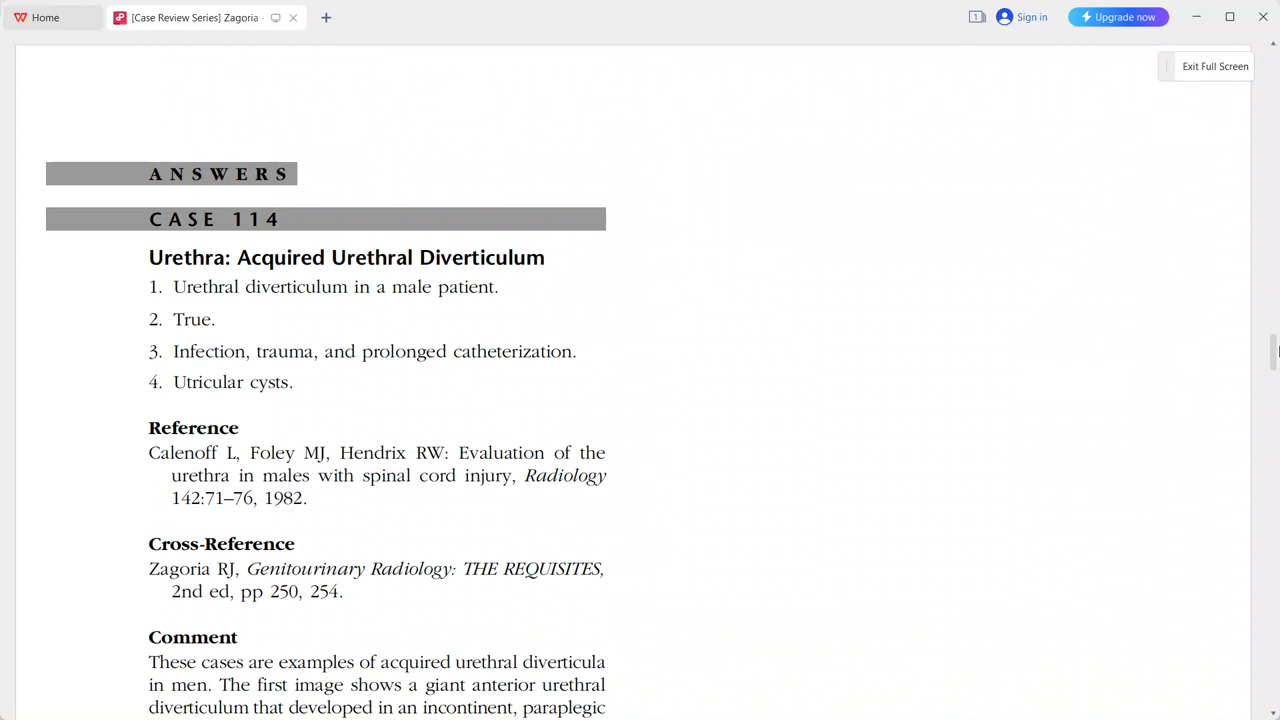 Home
[Case Review Series] Zagoria
1
Sign in
Upgrade now
Exit Full Screen
ANSWERS
CASE 114
Urethra: Acquired Urethral Diverticulum
1. Urethral diverticulum in a male patient.
2. True.
3. Infection, trauma, and prolonged catheterization.
4. Utricular cysts.
Reference
Calenoff L, Foley MJ, Hendrix RW: Evaluation of the
urethra in males with spinal cord injury, Radiology
142:71–76, 1982.
Cross-Reference
Zagoria RJ, Genitourinary Radiology: THE REQUISITES,
2nd ed, pp 250, 254.
Comment
These cases are examples of acquired urethral diverticula
in men. The first image shows a giant anterior urethral
diverticulum that developed in an incontinent, paraplegic